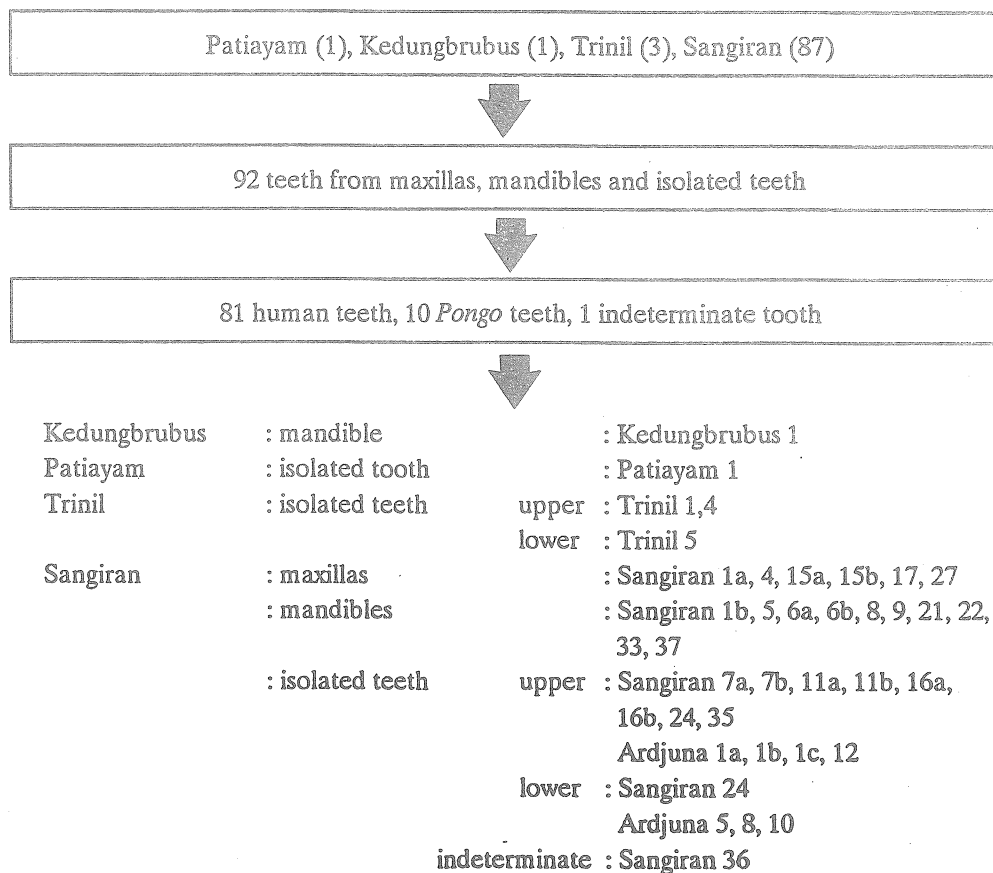 Patiayam (1), Kedungbrubus (1), Trinil (3), Sangiran (87)
92 teeth from maxillas, mandibles and isolated teeth
81 human teeth, 10 Pongo teeth, 1 indeterminate tooth
Kedungbrubus : mandible : Kedungbrubus 1
Patiayam : isolated tooth : Patiayam 1
Trinil : isolated teeth upper : Trinil 1,4
lower : Trinil 5
Sangiran : maxillas : Sangiran 1a, 4, 15a, 15b, 17, 27
: mandibles : Sangiran 1b, 5, 6a, 6b, 8, 9, 21, 22,
33, 37
: isolated teeth upper : Sangiran 7a, 7b, 11a, 11b, 16a,
16b, 24, 35
Ardjuna 1a, 1b, 1c, 12
lower : Sangiran 24
Ardjuna 5, 8, 10
indeterminate : Sangiran 36